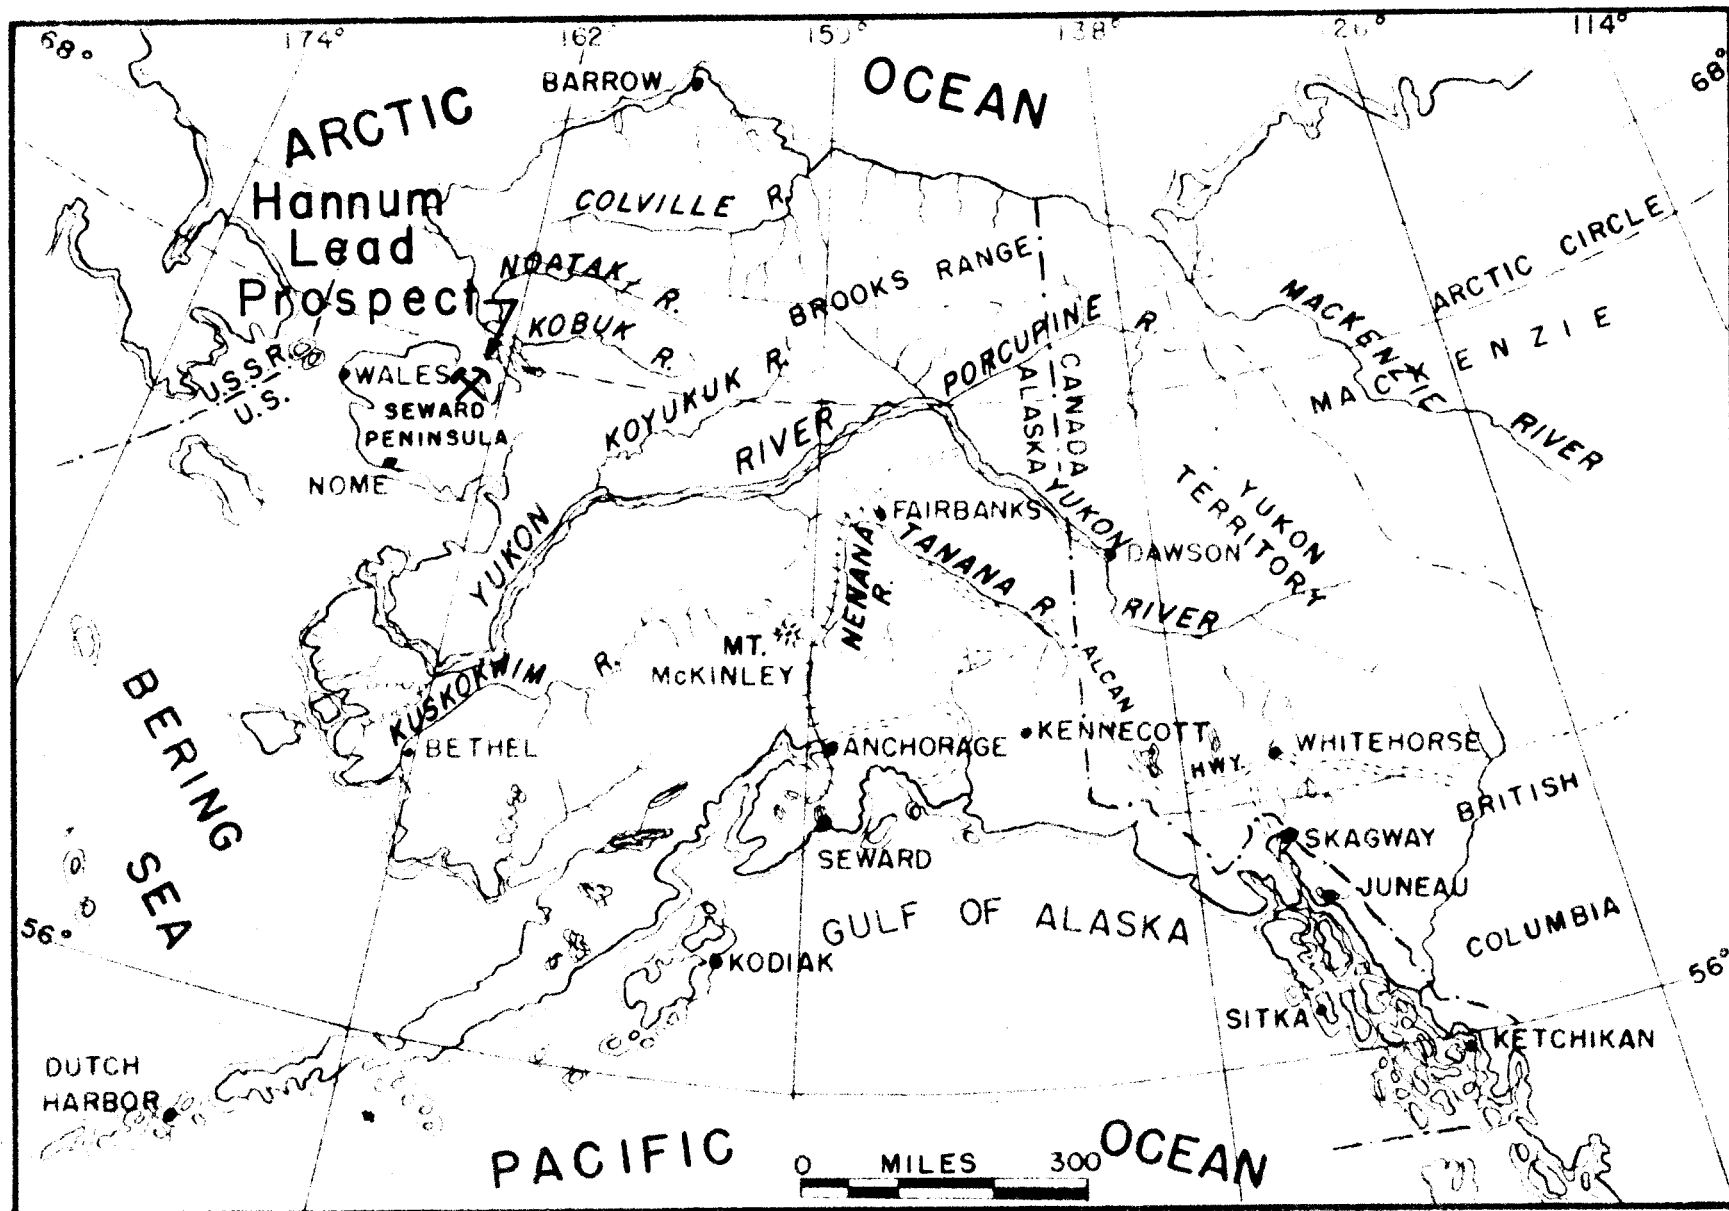 68°
174°
162°
150°
138°
126°
114°
68°
BARROW
OCEAN
ARCTIC
Hannum
Lead
Prospect
COLVILLE R.
NOATAK R.
KOBUK R.
BROOKS RANGE
ARCTIC CIRCLE
MACKENZIE
MACKENZIE RIVER
PORCUPINE R.
KOYUKUK R.
U.S.S.R.
U.S.
WALES
SEWARD
PENINSULA
NOME
CANADA
ALASKA
YUKON RIVER
YUKON RIVER
YUKON
TERRITORY
FAIRBANKS
DAWSON
NENANA
R.
TANANA R.
MT.
McKINLEY
KUSKOKWIM R.
BETHEL
ALCAN HWY.
ANCHORAGE
KENNECOTT
WHITEHORSE
BRITISH
COLUMBIA
BERING
SEA
SEWARD
SKAGWAY
JUNEAU
GULF OF ALASKA
KODIAK
56°
56°
SITKA
KETCHIKAN
DUTCH
HARBOR
PACIFIC OCEAN
0 MILES 300